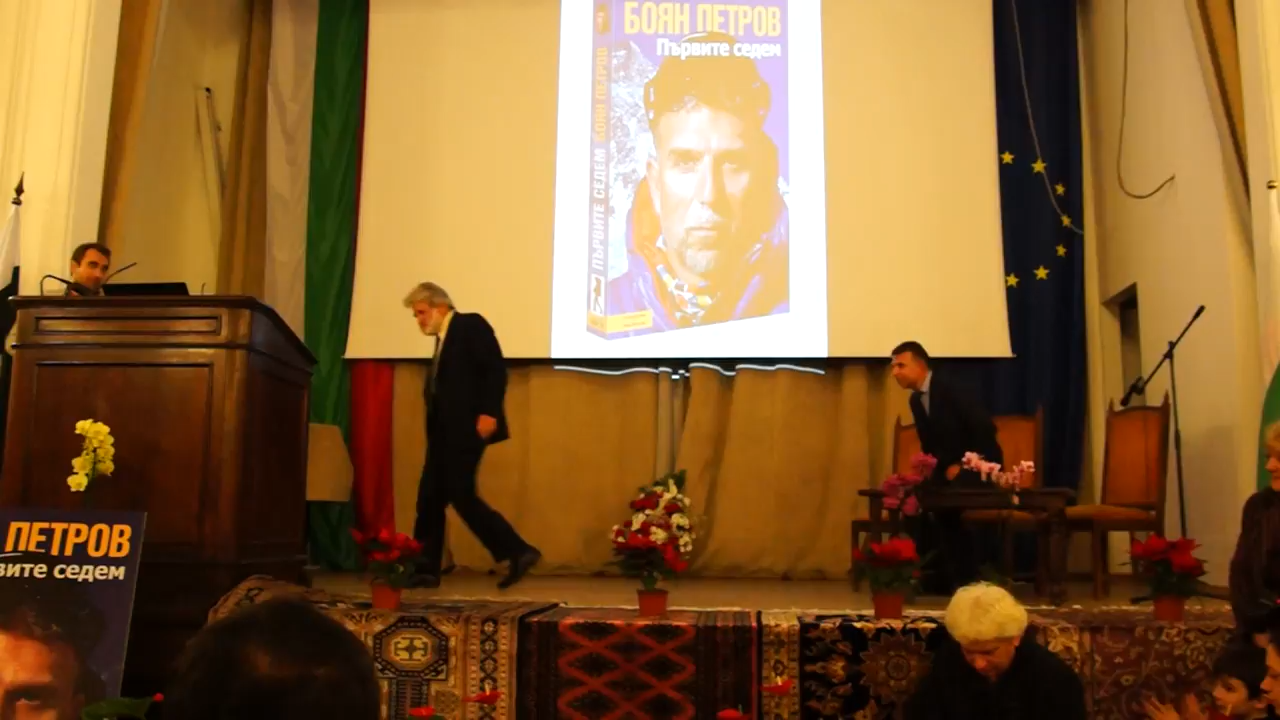 БОЯН ПЕТРОВ
Първите седем
ПЪРВИТЕ СЕДЕМ БОЯН ПЕТРОВ
ПЕТРОВ
вите седем